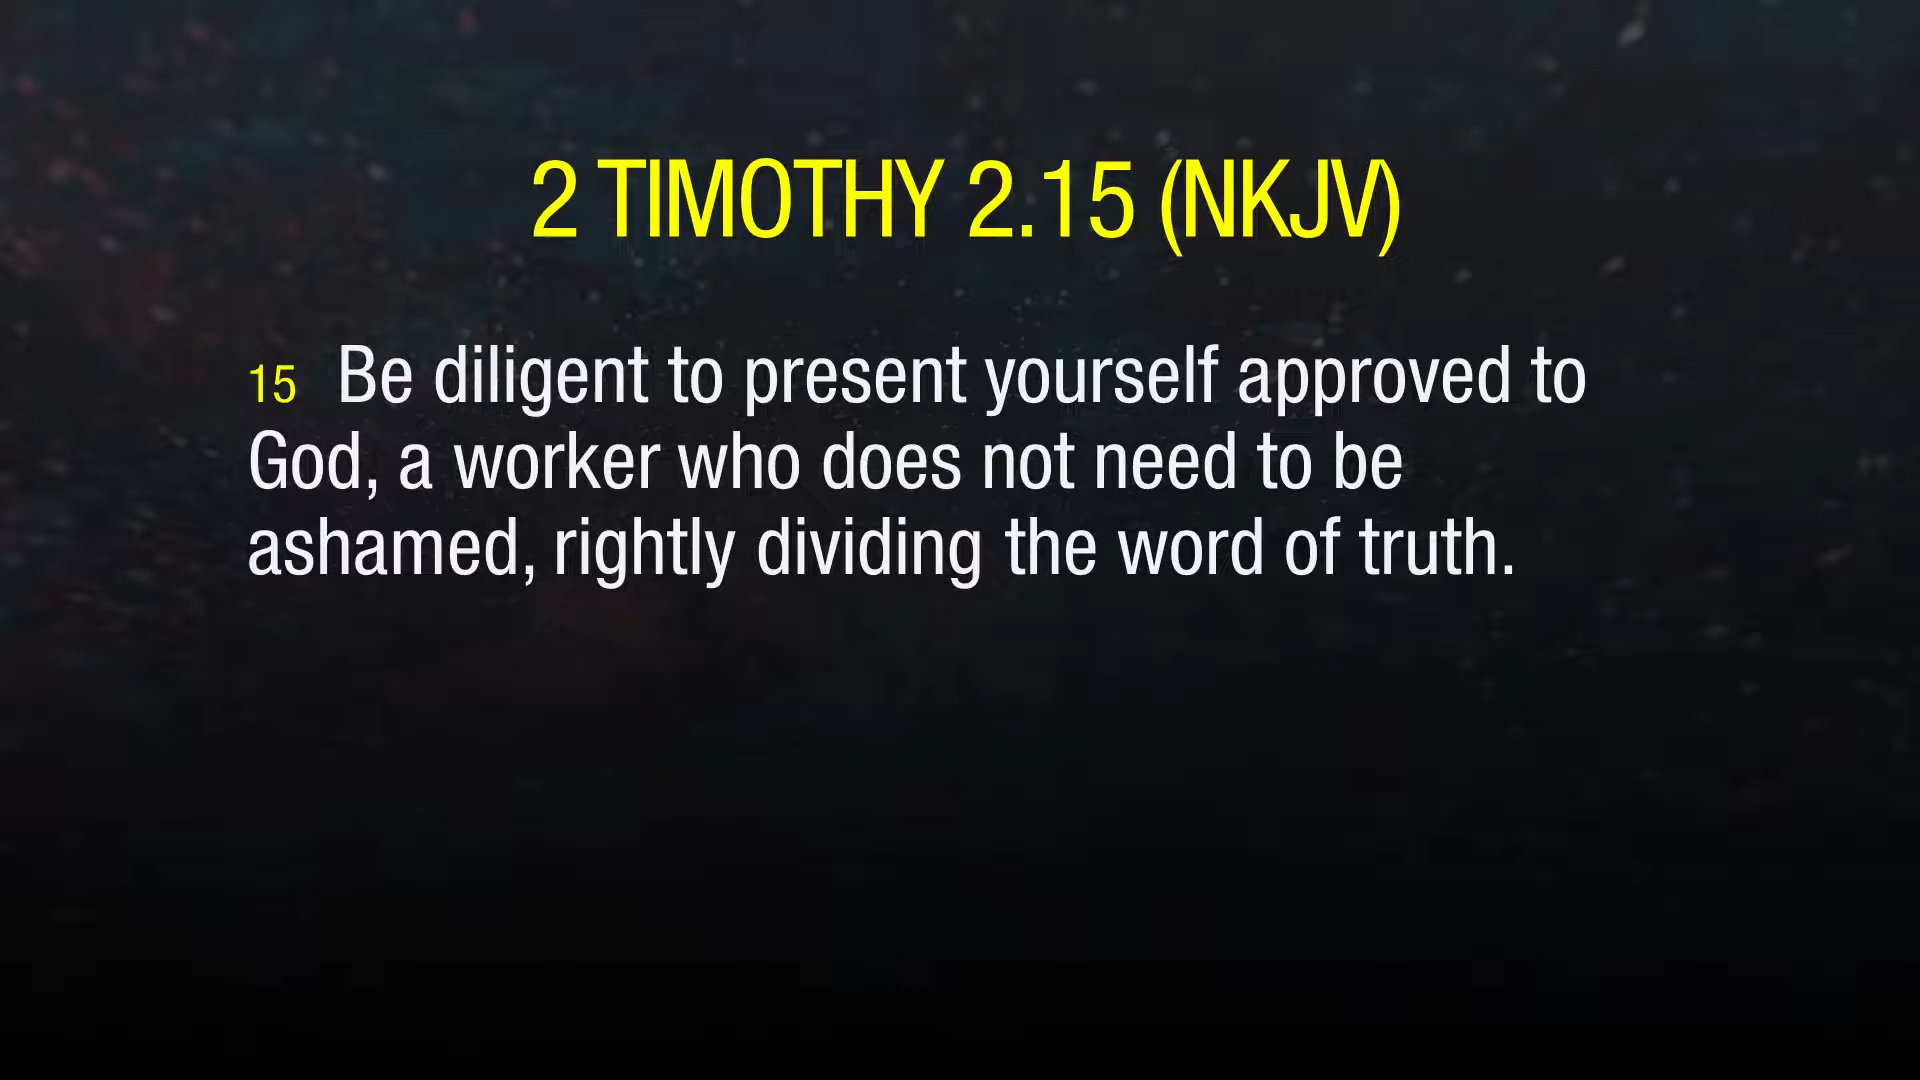 2 TIMOTHY 2.15 (NKJV)
15 Be diligent to present yourself approved to
God, a worker who does not need to be
ashamed, rightly dividing the word of truth.